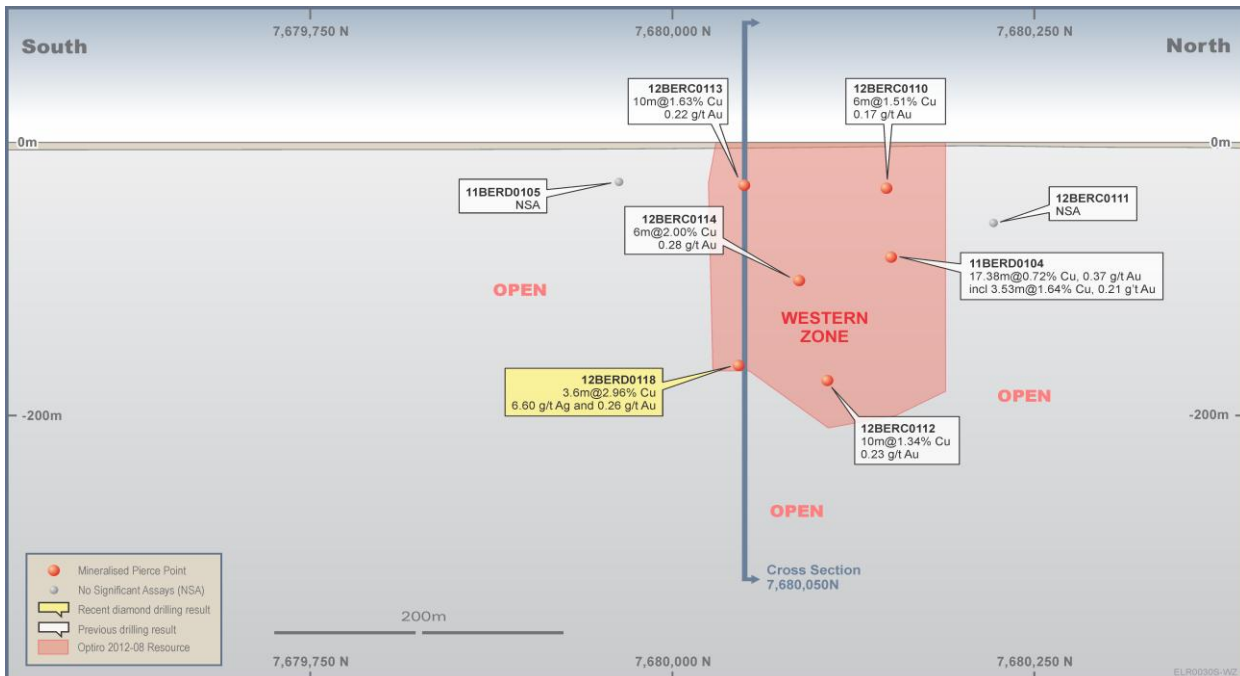 7,679,750 N
7,680,000 N
7,680,250 N
South
North
12BERC0113
10m@1.63% Cu
0.22 g/t Au
12BERC0110
6m@1.51% Cu
0.17 g/t Au
0m
0m
11BERD0105
NSA
12BERC0111
NSA
12BERC0114
6m@2.00% Cu
0.28 g/t Au
11BERD0104
17.38m@0.72% Cu, 0.37 g/t Au
incl 3.53m@1.64% Cu, 0.21 g't Au
OPEN
WESTERN
ZONE
12BERD0118
3.6m@2.96% Cu
6.60 g/t Ag and 0.26 g/t Au
OPEN
-200m
-200m
12BERC0112
10m@1.34% Cu
0.23 g/t Au
OPEN
Cross Section
7,680,050N
Mineralised Pierce Point
No Significant Assays (NSA)
Recent diamond drilling result
Previous drilling result
Optiro 2012-08 Resource
200m
7,679,750 N
7,680,000 N
7,680,250 N
ELR0030S-WZ